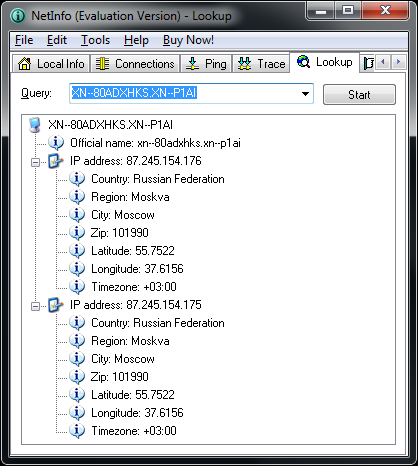 NetInfo (Evaluation Version) - Lookup
File Edit Tools Help Buy Now!
Local Info Connections Ping Trace Lookup
Query: XN--80ADXHKS.XN--P1AI Start
XN--80ADXHKS.XN--P1AI
Official name: xn--80adxhks.xn--p1ai
IP address: 87.245.154.176
Country: Russian Federation
Region: Moskva
City: Moscow
Zip: 101990
Latitude: 55.7522
Longitude: 37.6156
Timezone: +03:00
IP address: 87.245.154.175
Country: Russian Federation
Region: Moskva
City: Moscow
Zip: 101990
Latitude: 55.7522
Longitude: 37.6156
Timezone: +03:00